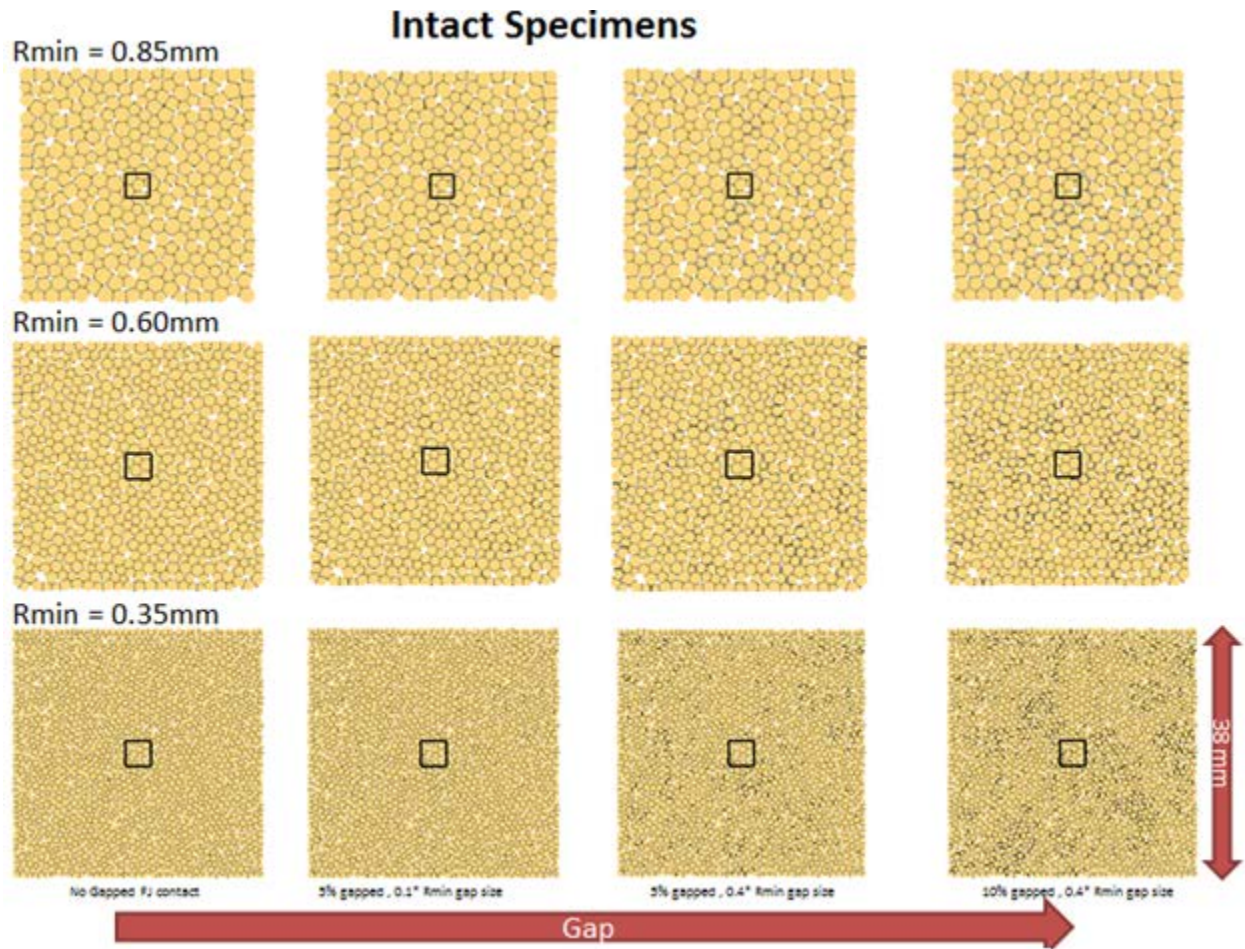 Intact Specimens
Rmin = 0.85mm
Rmin = 0.60mm
Rmin = 0.35mm
38 mm
No Gapped FJ contact
5% gapped , 0.1* Rmin gap size
5% gapped , 0.4* Rmin gap size
10% gapped , 0.4* Rmin gap size
Gap